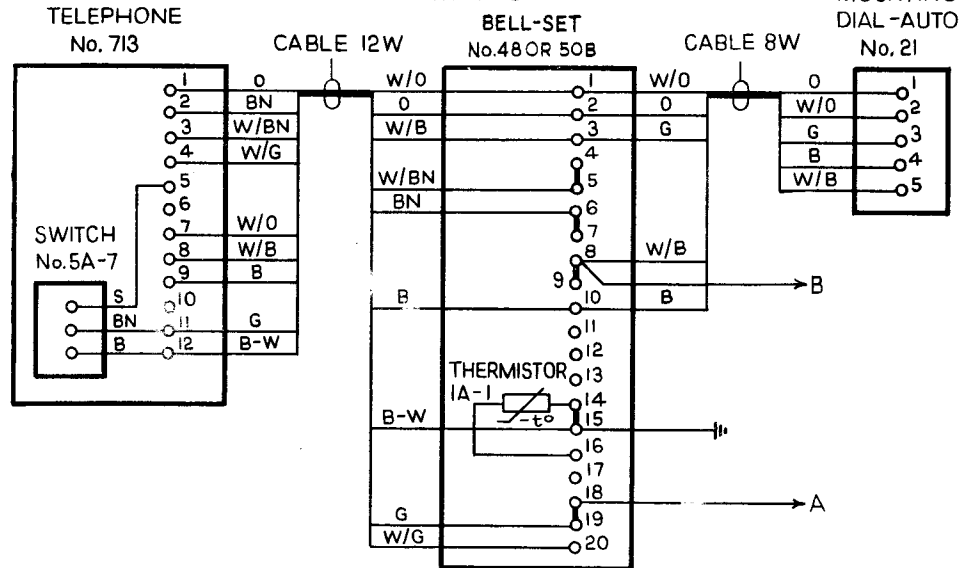 TELEPHONE
No. 713
CABLE 12W
BELL-SET
No.48 OR 50B
CABLE 8W
DIAL-AUTO
No. 21
1
2
3
4
5
6
7
8
9
10
11
12
O
BN
W/BN
W/G
W/O
W/B
B
G
B-W
SWITCH
No.5A-7
S
BN
B
W/O
O
W/B
W/BN
BN
B
B-W
G
W/G
1
2
3
4
5
6
7
8
9
10
11
12
13
14
15
16
17
18
19
20
THERMISTOR
1A-1
-t°
W/O
O
G
W/B
B
B
A
O
W/O
G
B
W/B
1
2
3
4
5